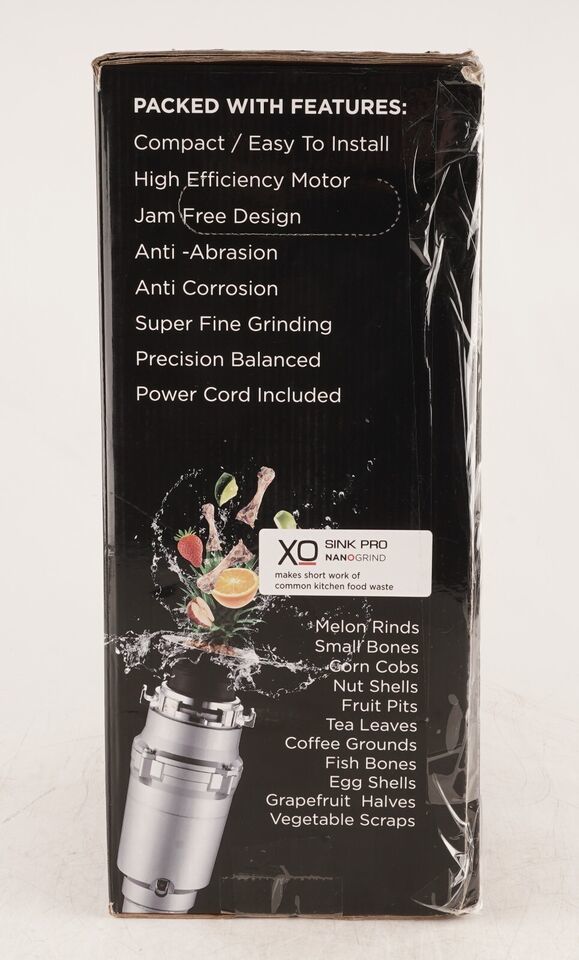 PACKED WITH FEATURES:
Compact / Easy To Install
High Efficiency Motor
Jam Free Design
Anti -Abrasion
Anti Corrosion
Super Fine Grinding
Precision Balanced
Power Cord Included
XO SINK PRO
NANOGRIND
makes short work of
common kitchen food waste
Melon Rinds
Small Bones
Corn Cobs
Nut Shells
Fruit Pits
Tea Leaves
Coffee Grounds
Fish Bones
Egg Shells
Grapefruit Halves
Vegetable Scraps